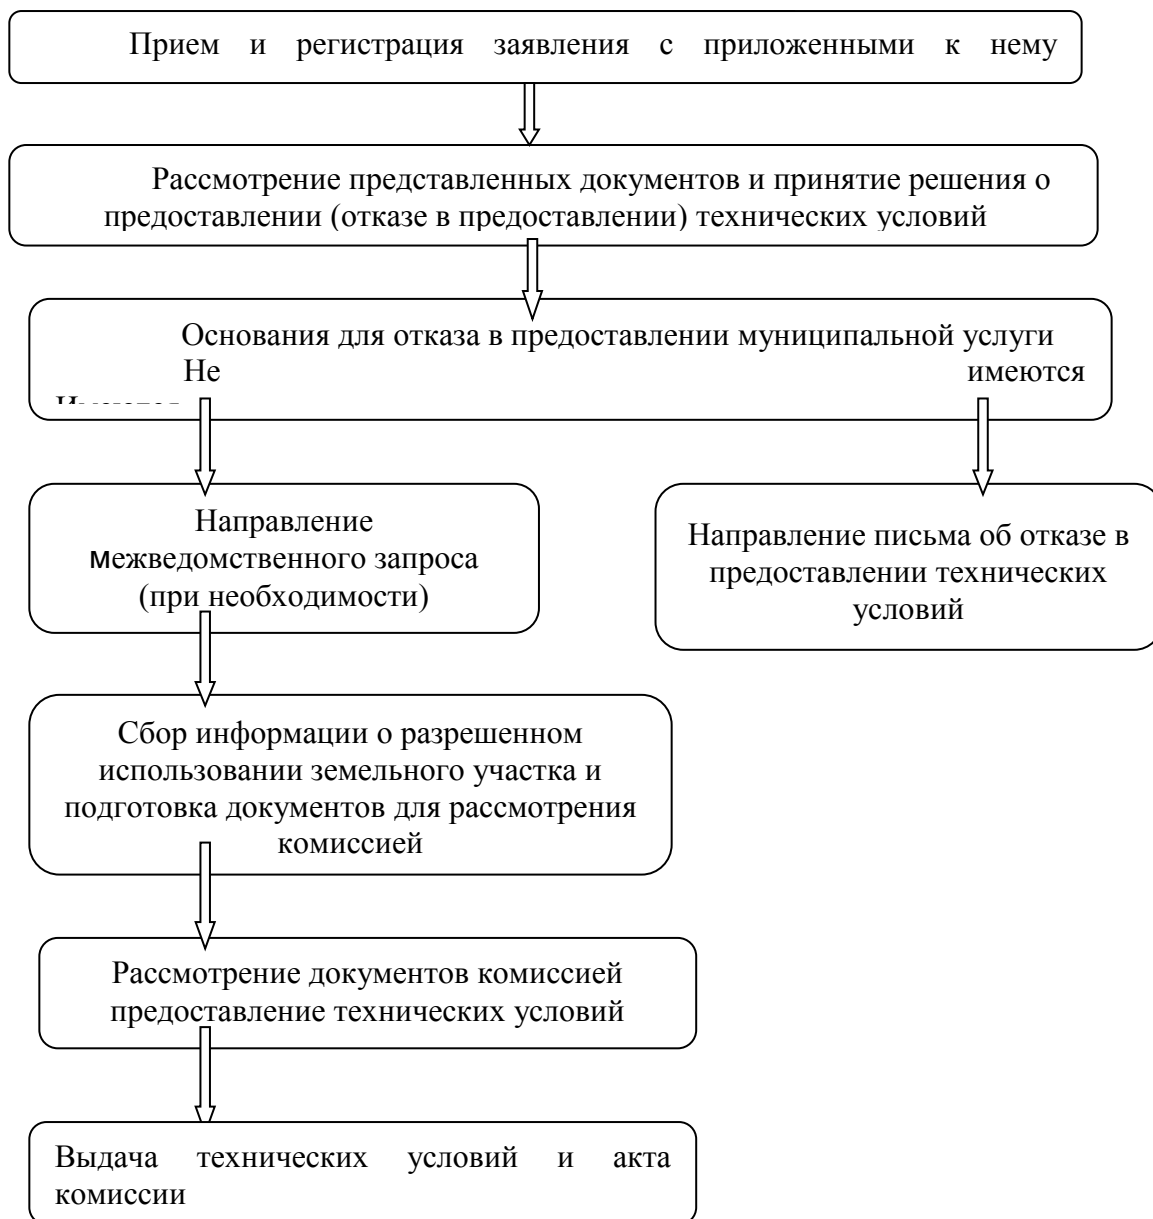 Прием и регистрация заявления с приложенными к нему
Рассмотрение представленных документов и принятие решения о
предоставлении (отказе в предоставлении) технических условий
Основания для отказа в предоставлении муниципальной услуги
Не имеются
Направление
межведомственного запроса
(при необходимости)
Направление письма об отказе в
предоставлении технических
условий
Сбор информации о разрешенном
использовании земельного участка и
подготовка документов для рассмотрения
комиссией
Рассмотрение документов комиссией
предоставление технических условий
Выдача технических условий и акта
комиссии